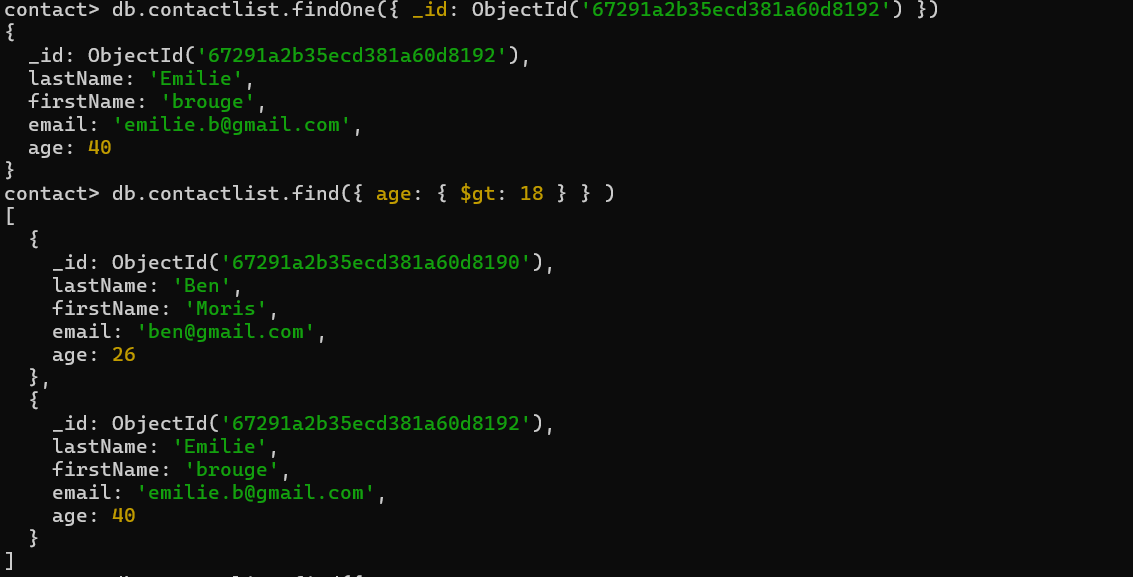 contact> db.contactlist.findOne({ _id: ObjectId('67291a2b35ecd381a60d8192') })
{
  _id: ObjectId('67291a2b35ecd381a60d8192'),
  lastName: 'Emilie',
  firstName: 'brouge',
  email: 'emilie.b@gmail.com',
  age: 40
}
contact> db.contactlist.find({ age: { $gt: 18 } } )
[
  {
    _id: ObjectId('67291a2b35ecd381a60d8190'),
    lastName: 'Ben',
    firstName: 'Moris',
    email: 'ben@gmail.com',
    age: 26
  },
  {
    _id: ObjectId('67291a2b35ecd381a60d8192'),
    lastName: 'Emilie',
    firstName: 'brouge',
    email: 'emilie.b@gmail.com',
    age: 40
  }
]